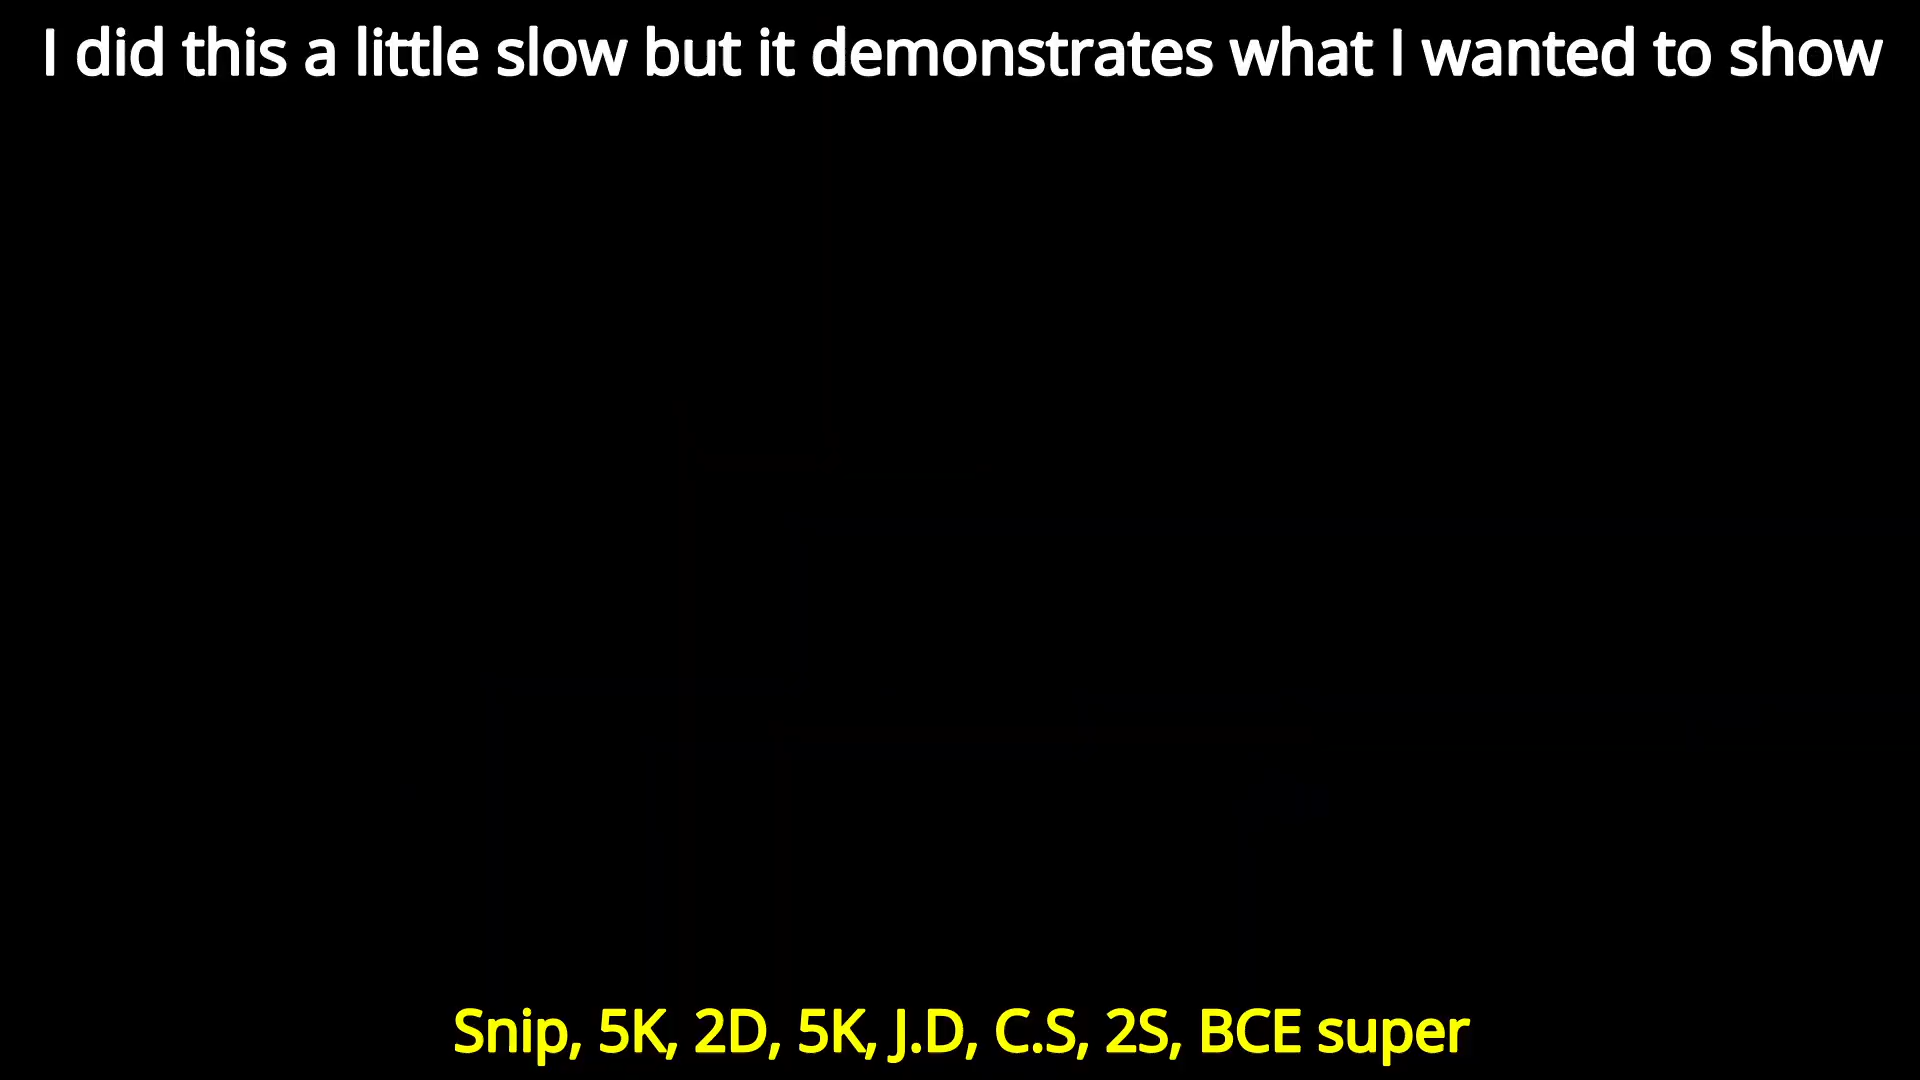 I did this a little slow but it demonstrates what I wanted to show
Snip, 5K, 2D, 5K, J.D, C.S, 2S, BCE super